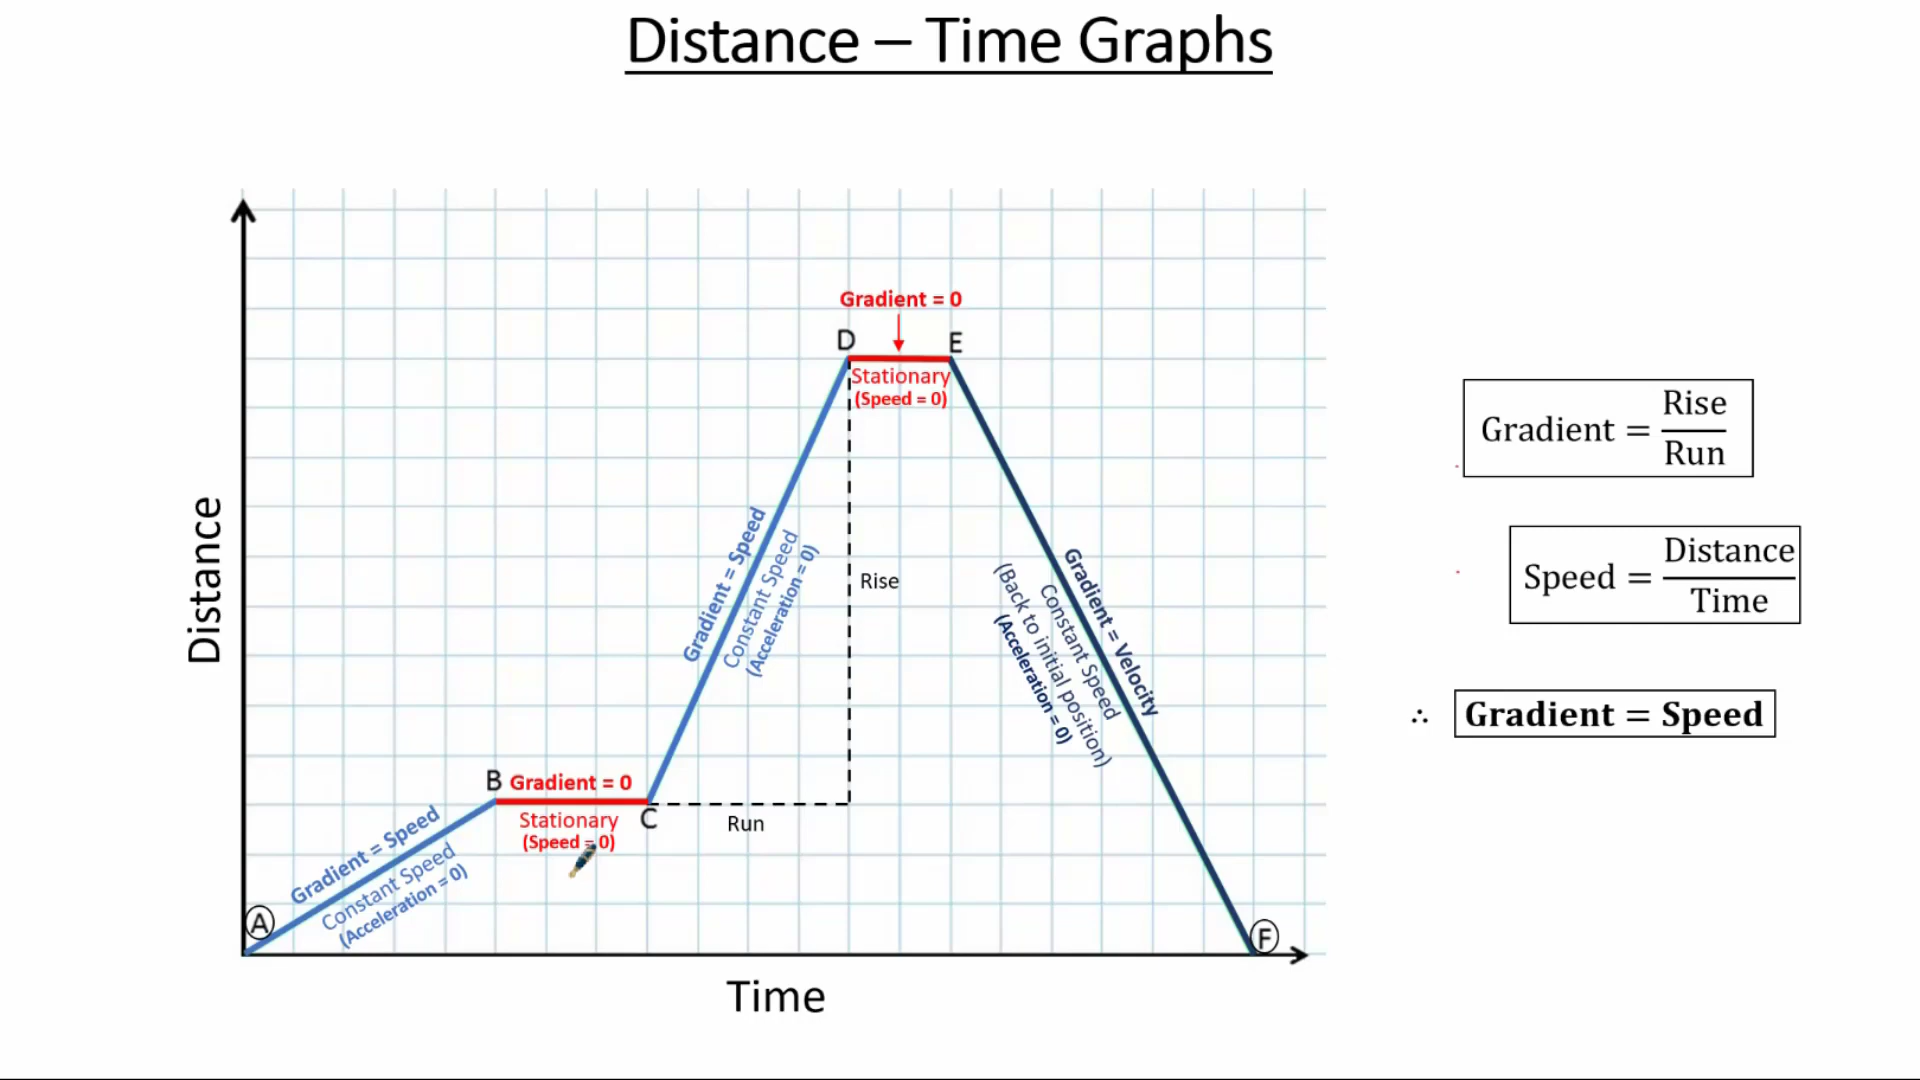 Distance – Time Graphs
Gradient = 0
D
E
Stationary
(Speed = 0)
Gradient = Speed
Constant Speed
(Acceleration = 0)
Rise
Gradient = Velocity
Constant Speed
(Back to initial position)
(Acceleration = 0)
B
Gradient = 0
Stationary
(Speed = 0)
C
Run
Gradient = Speed
Constant Speed
(Acceleration = 0)
A
F
Distance
Time
Gradient = Rise
Run
Speed = Distance
Time
∴ Gradient = Speed